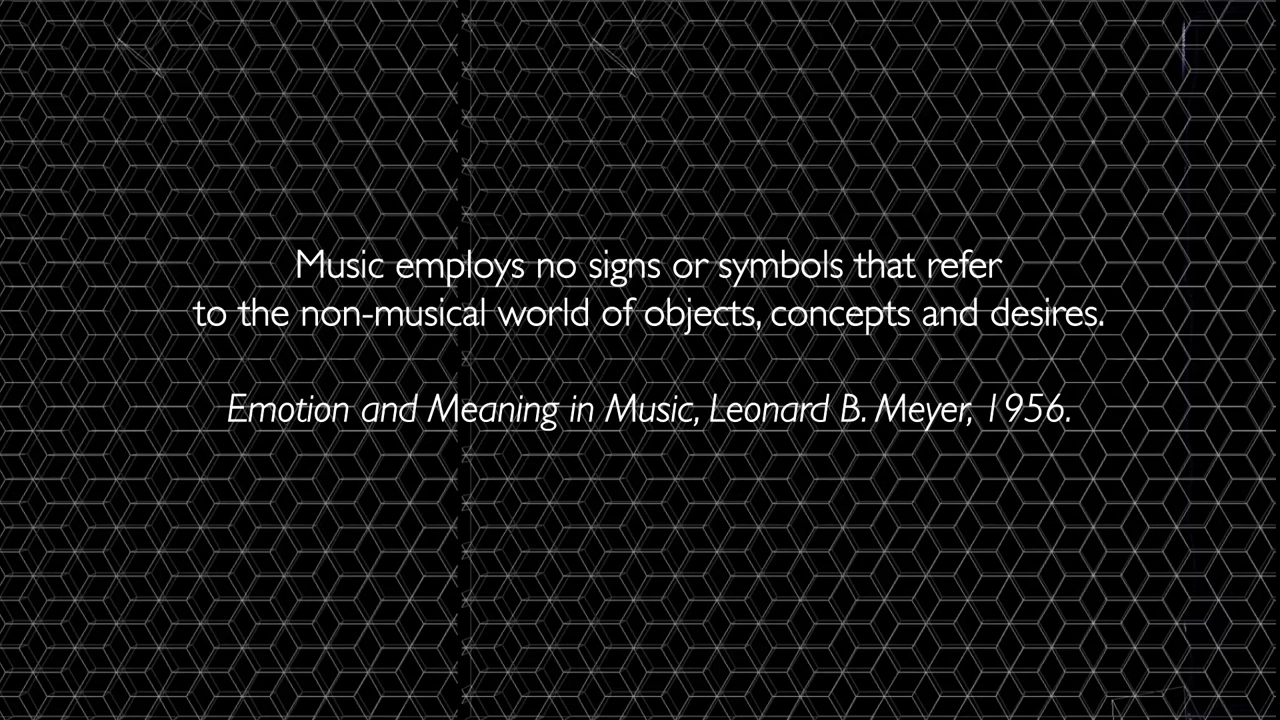 Music employs no signs or symbols that refer
to the non-musical world of objects, concepts and desires.
Emotion and Meaning in Music, Leonard B. Meyer, 1956.